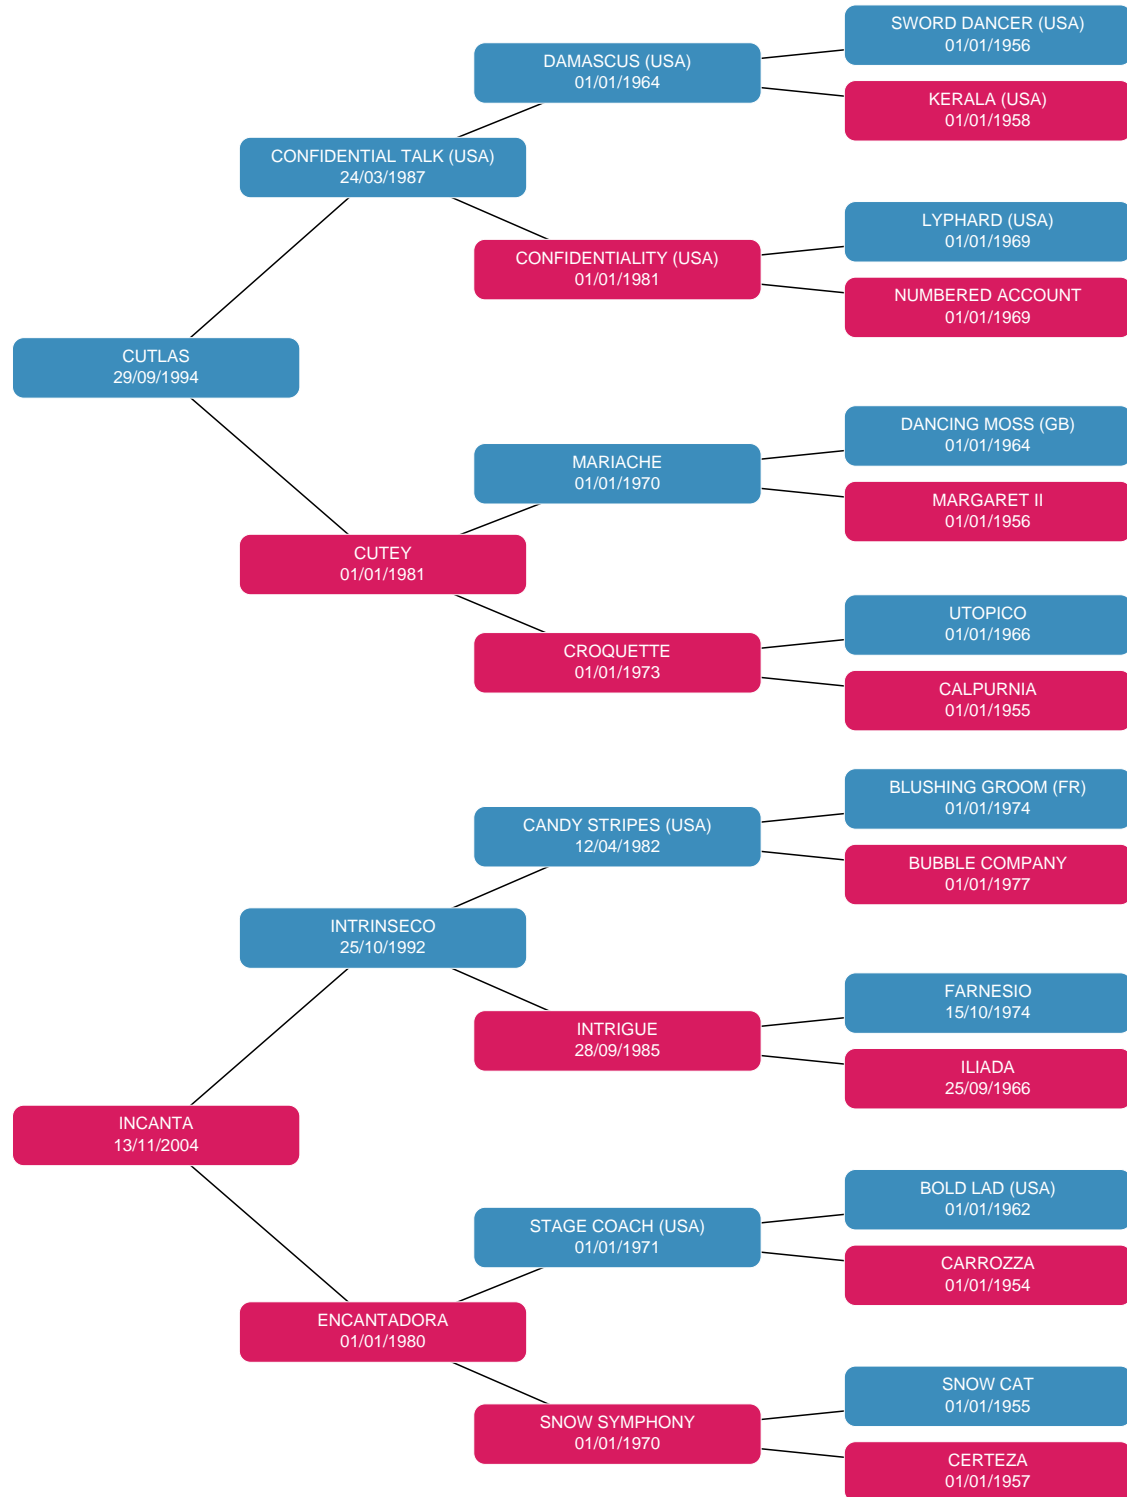 SWORD DANCER (USA)
01/01/1956
DAMASCUS (USA)
01/01/1964
KERALA (USA)
01/01/1958
CONFIDENTIAL TALK (USA)
24/03/1987
LYPHARD (USA)
01/01/1969
CONFIDENTIALITY (USA)
01/01/1981
NUMBERED ACCOUNT
01/01/1969
CUTLAS
29/09/1994
DANCING MOSS (GB)
01/01/1964
MARIACHE
01/01/1970
MARGARET II
01/01/1956
CUTEY
01/01/1981
UTOPICO
01/01/1966
CROQUETTE
01/01/1973
CALPURNIA
01/01/1955
BLUSHING GROOM (FR)
01/01/1974
CANDY STRIPES (USA)
12/04/1982
BUBBLE COMPANY
01/01/1977
INTRINSECO
25/10/1992
FARNESIO
15/10/1974
INTRIGUE
28/09/1985
ILIADA
25/09/1966
INCANTA
13/11/2004
BOLD LAD (USA)
01/01/1962
STAGE COACH (USA)
01/01/1971
CARROZZA
01/01/1954
ENCANTADORA
01/01/1980
SNOW CAT
01/01/1955
SNOW SYMPHONY
01/01/1970
CERTEZA
01/01/1957